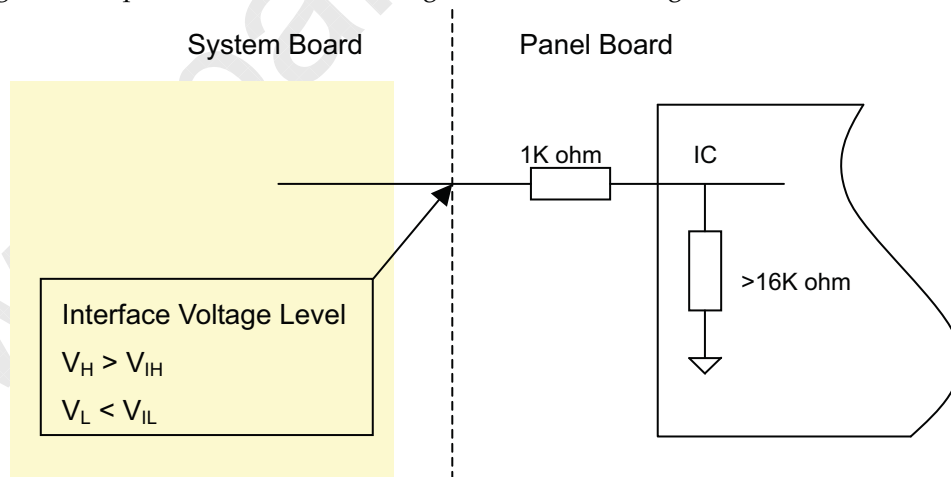 System Board
Panel Board
1K ohm
IC
>16K ohm
Interface Voltage Level
V_H > V_IH
V_L < V_IL